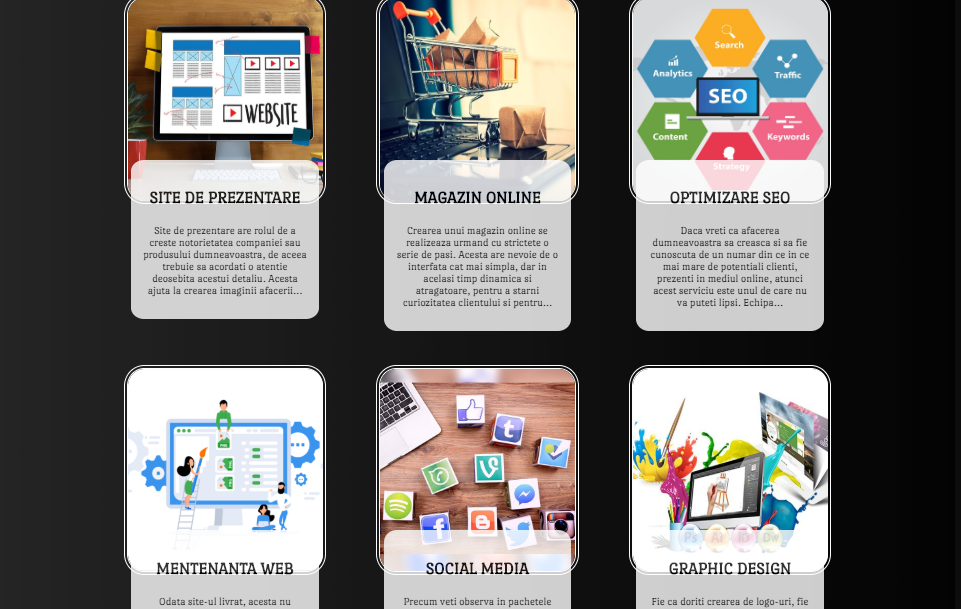 WEBSITE
SITE DE PREZENTARE
Site de prezentare are rolul de a
creste notorietatea companiei sau
produsului dumneavoastra, de aceea
trebuie sa acordati o atentie
deosebita acestui detaliu. Acesta
ajuta la crearea imaginii afacerii...
MAGAZIN ONLINE
Crearea unui magazin online se
realizeaza urmand cu strictete o
serie de pasi. Acesta are nevoie de o
interfata cat mai simpla, dar in
acelasi timp dinamica si
atragatoare, pentru a starni
curiozitatea clientului si pentru...
Search
Analytics
Traffic
SEO
Content
Keywords
Strategy
OPTIMIZARE SEO
Daca vreti ca afacerea
dumneavoastra sa creasca si sa fie
cunoscuta de un numar din ce in ce
mai mare de potentiali clienti,
prezenti in mediul online, atunci
acest serviciu este unul de care nu
va puteti lipsi. Echipa...
MENTENANTA WEB
Odata site-ul livrat, acesta nu
SOCIAL MEDIA
Precum veti observa in pachetele
Ps Ai Id Dw
GRAPHIC DESIGN
Fie ca doriti crearea de logo-uri, fie